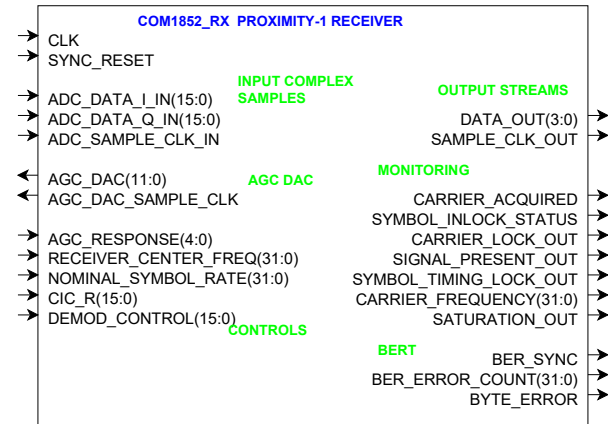 COM1852_RX PROXIMITY-1 RECEIVER
CLK
SYNC_RESET
INPUT COMPLEX
SAMPLES
ADC_DATA_I_IN(15:0)
ADC_DATA_Q_IN(15:0)
ADC_SAMPLE_CLK_IN
AGC_DAC(11:0)
AGC DAC
AGC_DAC_SAMPLE_CLK
AGC_RESPONSE(4:0)
RECEIVER_CENTER_FREQ(31:0)
NOMINAL_SYMBOL_RATE(31:0)
CIC_R(15:0)
DEMOD_CONTROL(15:0)
CONTROLS
OUTPUT STREAMS
DATA_OUT(3:0)
SAMPLE_CLK_OUT
MONITORING
CARRIER_ACQUIRED
SYMBOL_INLOCK_STATUS
CARRIER_LOCK_OUT
SIGNAL_PRESENT_OUT
SYMBOL_TIMING_LOCK_OUT
CARRIER_FREQUENCY(31:0)
SATURATION_OUT
BERT
BER_SYNC
BER_ERROR_COUNT(31:0)
BYTE_ERROR